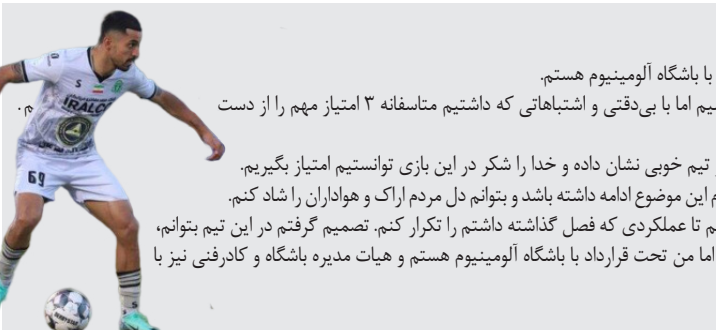 با باشگاه آلومینیوم هستم.
یم اما با بی‌دقتی و اشتباهاتی که داشتیم متاسفانه ۳ امتیاز مهم را از دست
م.
تیم خوبی نشان داده و خدا را شکر در این بازی توانستیم امتیاز بگیریم.
م این موضوع ادامه داشته باشد و بتوانم دل مردم اراک و هواداران را شاد کنم.
م تا عملکردی که فصل گذاشته داشتم را تکرار کنم. تصمیم گرفتم در این تیم بتوانم،
اما من تحت قرارداد با باشگاه آلومینیوم هستم و هیات مدیره باشگاه و کادرفنی نیز با
IRALCO
69